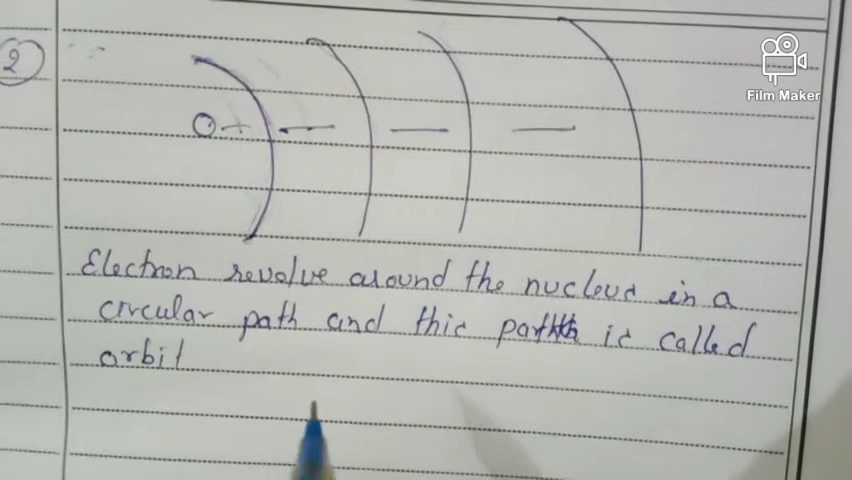 2
Film Maker
Electron revolve around the nucleus in a
circular path and this path is called
orbit